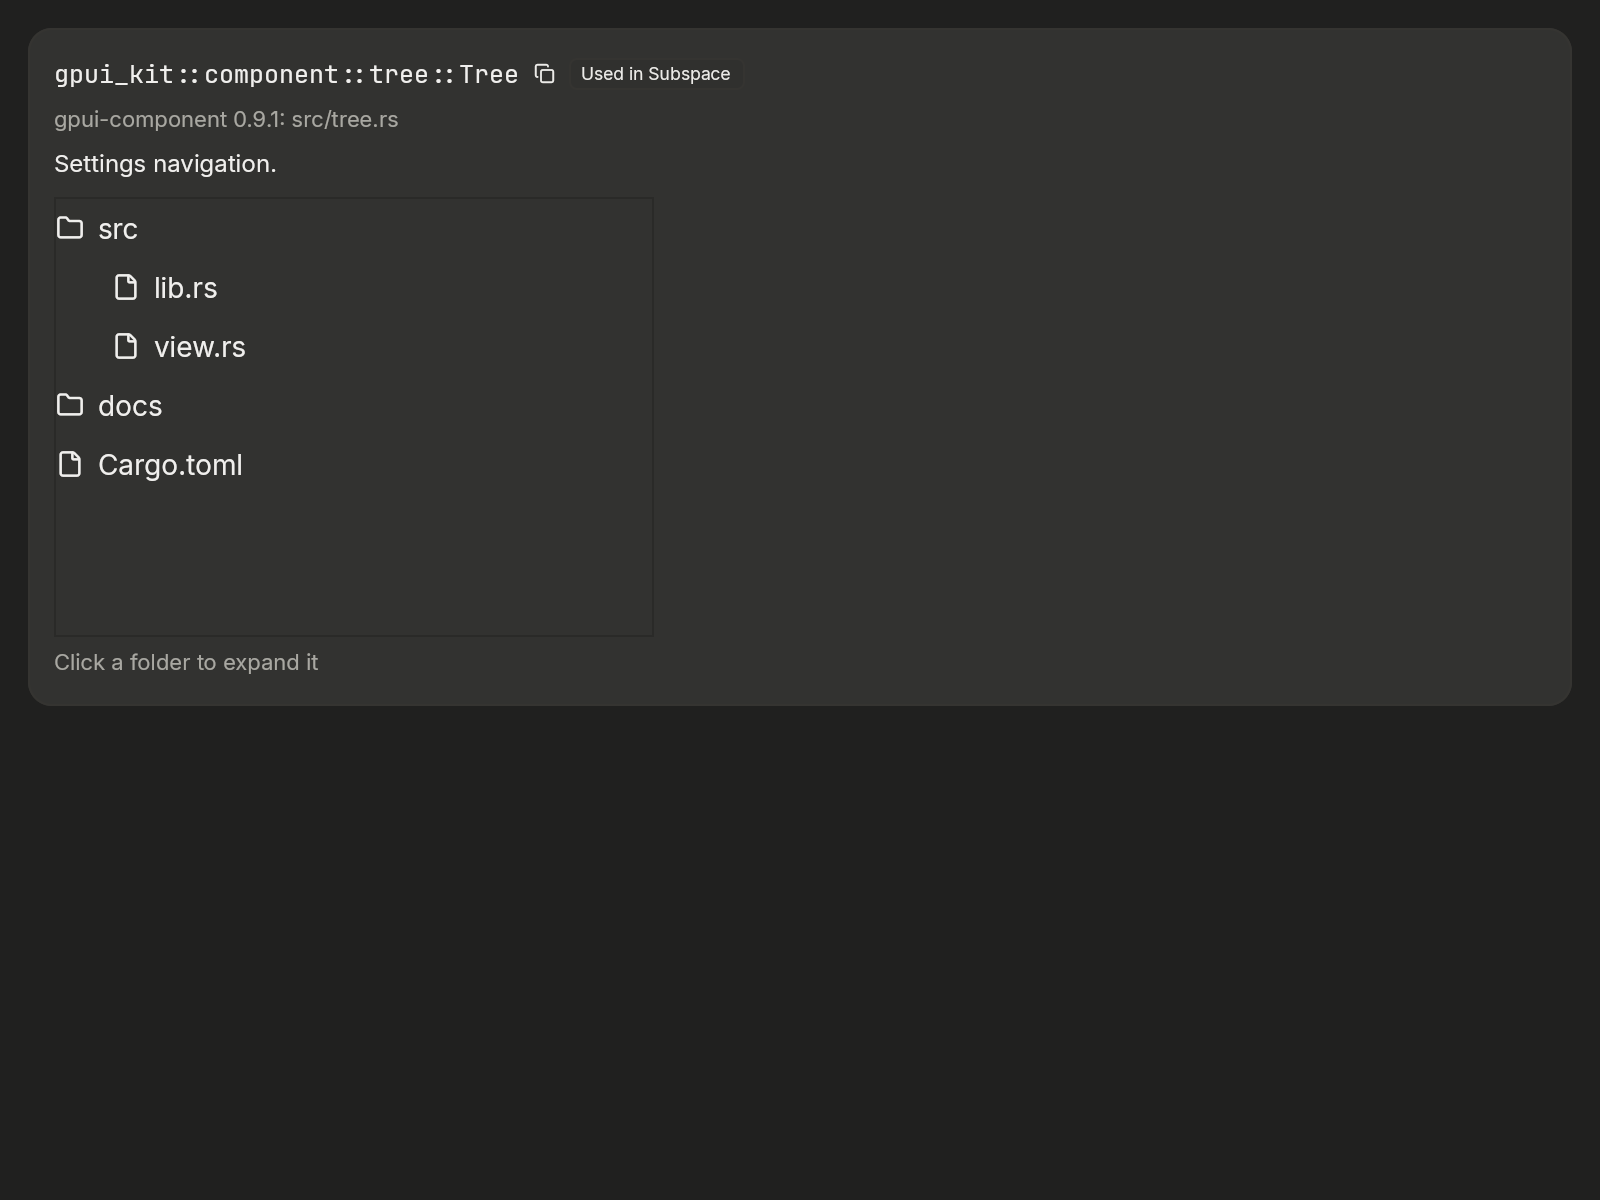 gpui_kit::component::tree::Tree Used in Subspace
gpui-component 0.9.1: src/tree.rs
Settings navigation.
src
lib.rs
view.rs
docs
Cargo.toml
Click a folder to expand it